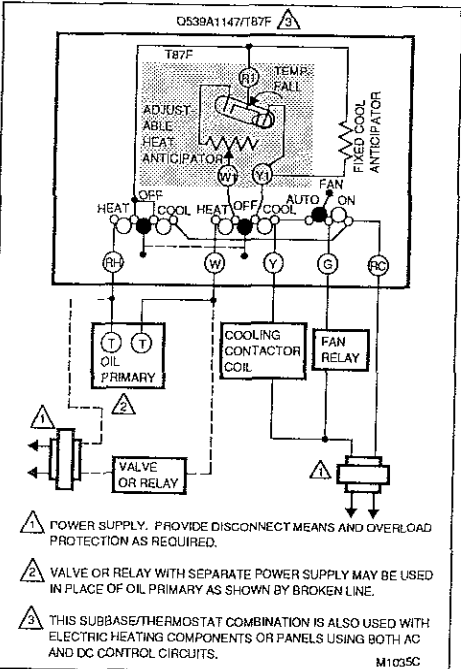 Q539A1147/T87F 3
T87F
R1
TEMP.
FALL
ADJUST-
ABLE
HEAT
ANTICIPATOR
FIXED COOL
ANTICIPATOR
W1
Y1
FAN
OFF
AUTO ON
HEAT COOL
HEAT OFF COOL
RH
W
Y
G
RC
T T
OIL
PRIMARY
2
COOLING
CONTACTOR
COIL
FAN
RELAY
1
VALVE
OR RELAY
1
1 POWER SUPPLY. PROVIDE DISCONNECT MEANS AND OVERLOAD
PROTECTION AS REQUIRED.
2 VALVE OR RELAY WITH SEPARATE POWER SUPPLY MAY BE USED
IN PLACE OF OIL PRIMARY AS SHOWN BY BROKEN LINE.
3 THIS SUBBASE/THERMOSTAT COMBINATION IS ALSO USED WITH
ELECTRIC HEATING COMPONENTS OR PANELS USING BOTH AC
AND DC CONTROL CIRCUITS.
M1035C